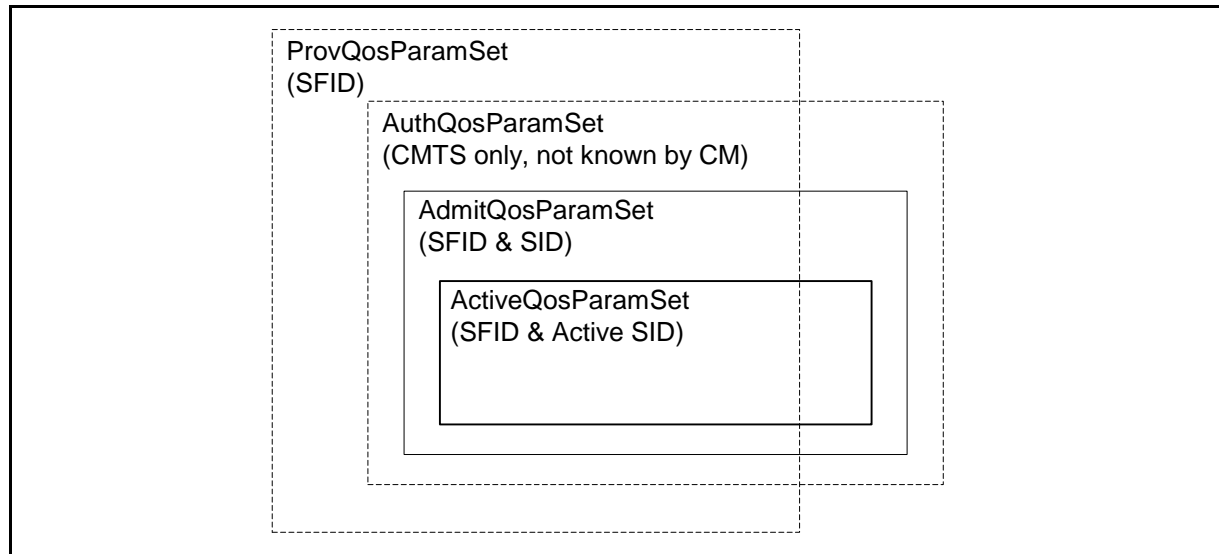 ProvQosParamSet
(SFID)
AuthQosParamSet
(CMTS only, not known by CM)
AdmitQosParamSet
(SFID & SID)
ActiveQosParamSet
(SFID & Active SID)